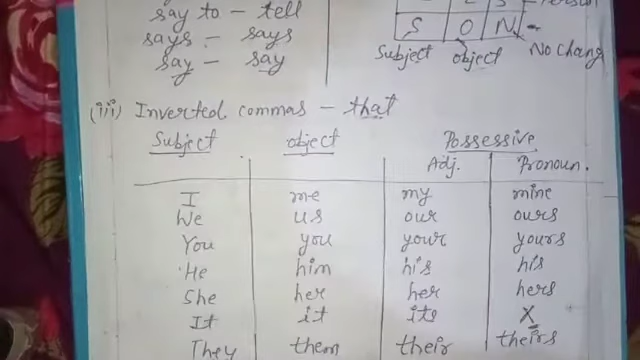 say to - tell
says - says
say - say
S O N
Subject object No Chang
(iii) Inverted commas - that
Subject object Possessive
Adj. Pronoun.
I me my mine
We us our ours
You you your yours
He him his his
She her her hers
It it its X
They them their theirs